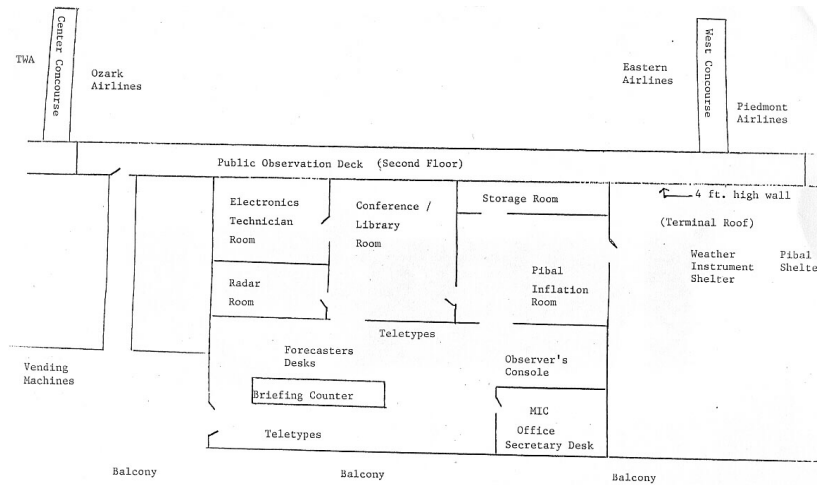 Center Concourse
TWA
Ozark
Airlines
West Concourse
Eastern
Airlines
Piedmont
Airlines
Public Observation Deck (Second Floor)
Electronics
Technician
Room
Conference /
Library
Room
Storage Room
4 ft. high wall
(Terminal Roof)
Weather
Instrument
Shelter
Pibal
Shelte
Pibal
Inflation
Room
Radar
Room
Teletypes
Forecasters
Desks
Observer's
Console
Vending
Machines
Briefing Counter
MIC
Office
Secretary Desk
Teletypes
Balcony
Balcony
Balcony